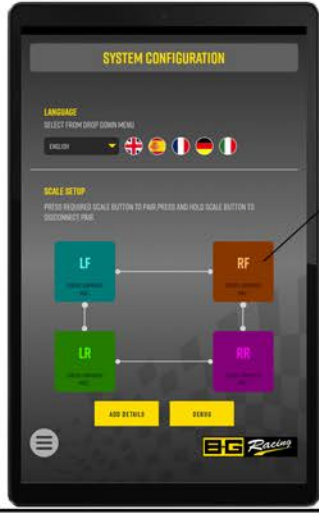 SYSTEM CONFIGURATION
LANGUAGE
SELECT FROM DROP DOWN MENU
ENGLISH
SCALE SETUP
PRESS REQUIRED SCALE BUTTON TO PAIR.PRESS AND HOLD SCALE BUTTON TO
DISCONNECT PAIR
LF
RF
LR
RR
ADD DETAILS
DEBUG
BG Racing